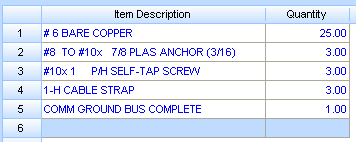 Item Description Quantity
1 # 6 BARE COPPER 25.00
2 #8  TO #10x   7/8 PLAS ANCHOR (3/16) 3.00
3 #10x 1     P/H SELF-TAP SCREW 3.00
4 1-H CABLE STRAP 3.00
5 COMM GROUND BUS COMPLETE 1.00
6